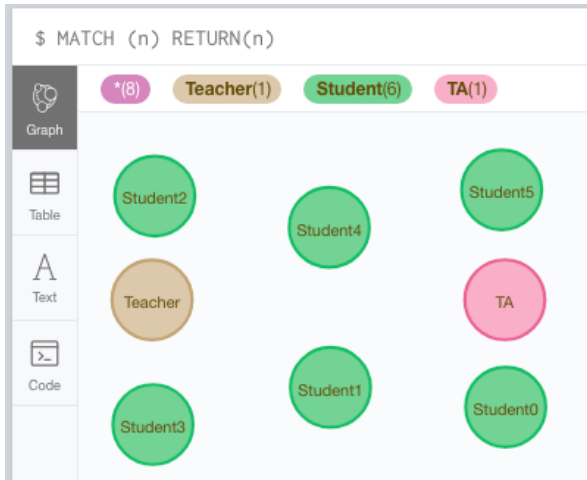 $ MATCH (n) RETURN(n)
*(8) Teacher(1) Student(6) TA(1)
Graph
Table
Text
Code
Student2
Student4
Student5
Teacher
TA
Student3
Student1
Student0